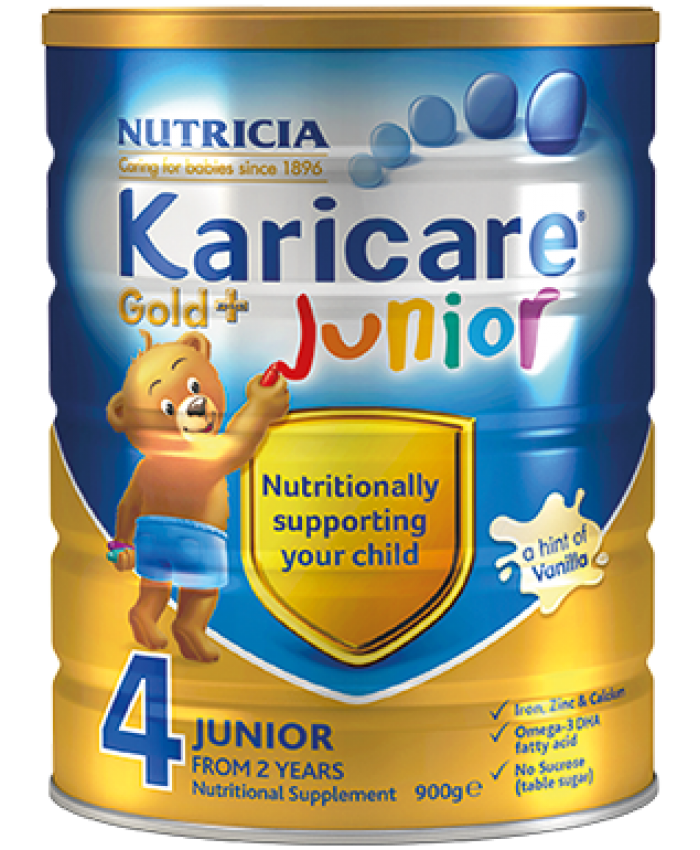 NUTRICIA
Caring for babies since 1896
Karicare®
Gold+
Junior
Nutritionally
supporting
your child
a hint of
Vanilla
4
JUNIOR
FROM 2 YEARS
Nutritional Supplement 900g ℮
✓ Iron, Zinc & Calcium
✓ Omega-3 DHA
fatty acid
✓ No Sucrose
(table sugar)